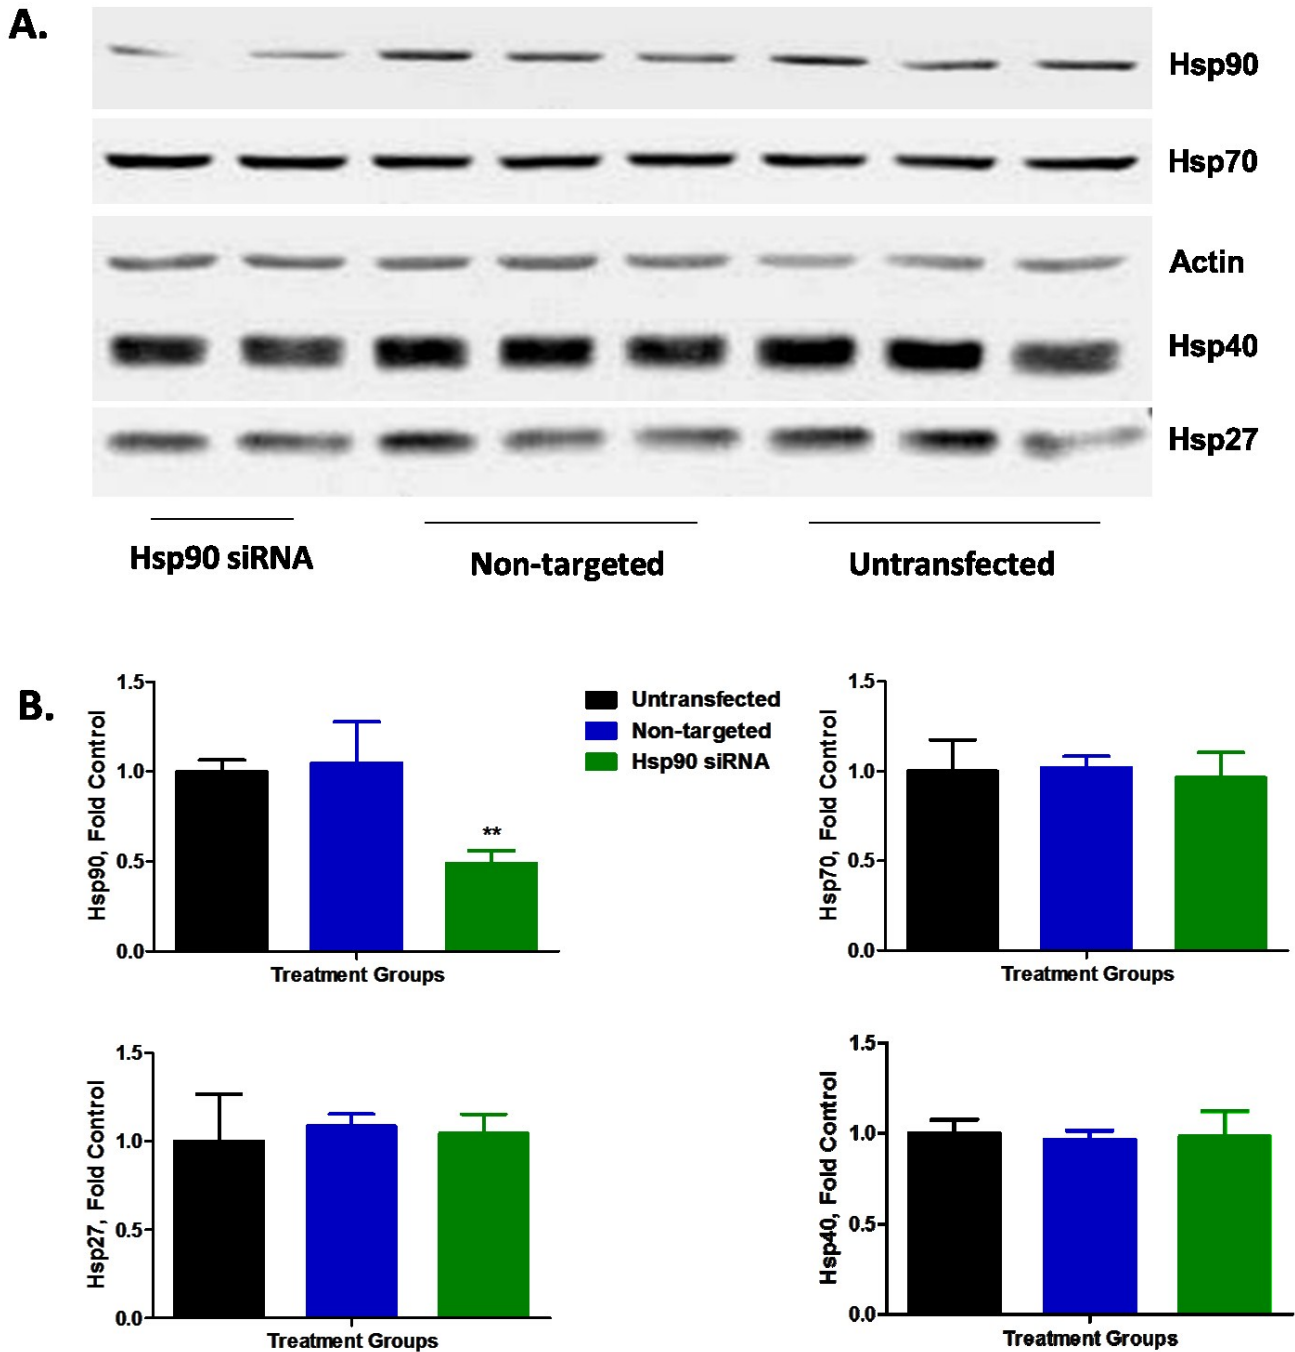 A.
Hsp90
Hsp70
Actin
Hsp40
Hsp27
Hsp90 siRNA
Non-targeted
Untransfected
B.
1.5
1.0
0.5
0.0
Hsp90, Fold Control
**
Treatment Groups
Untransfected
Non-targeted
Hsp90 siRNA
1.5
1.0
0.5
0.0
Hsp70, Fold Control
Treatment Groups
1.5
1.0
0.5
0.0
Hsp27, Fold Control
Treatment Groups
1.5
1.0
0.5
0.0
Hsp40, Fold Control
Treatment Groups